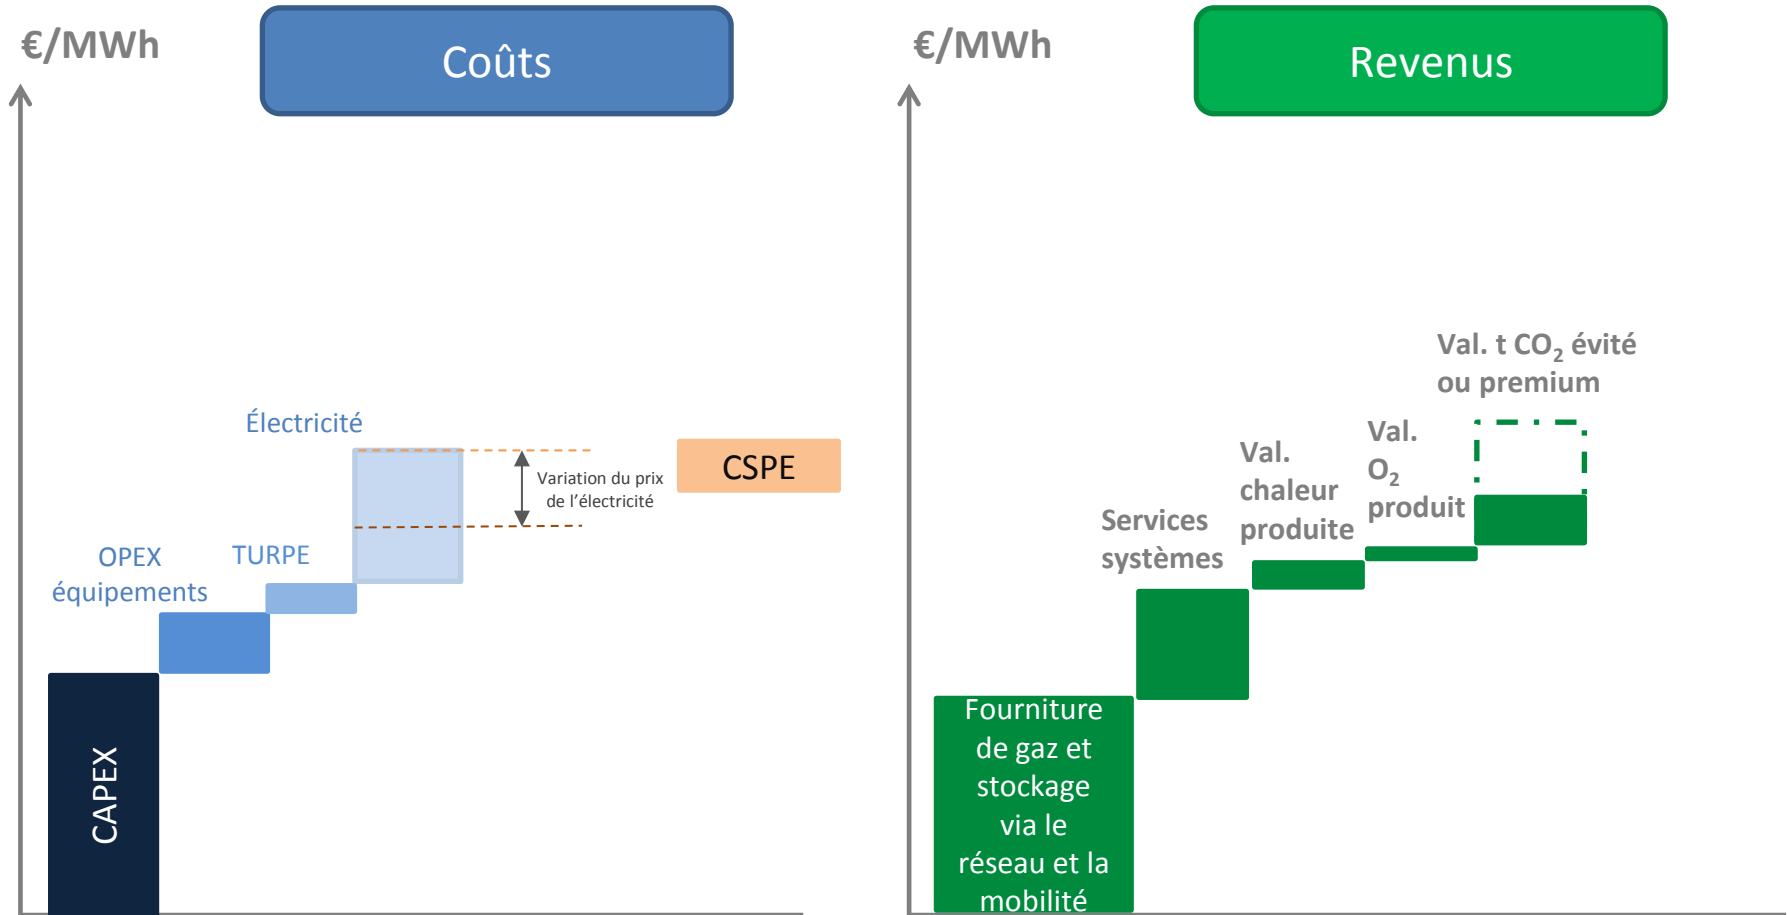 €/MWh
Coûts
Électricité
Variation du prix
de l’électricité
CSPE
OPEX
équipements
TURPE
CAPEX
€/MWh
Revenus
Val. t CO₂ évité
ou premium
Val.
O₂
produit
Val.
chaleur
produite
Services
systèmes
Fourniture
de gaz et
stockage
via le
réseau et la
mobilité